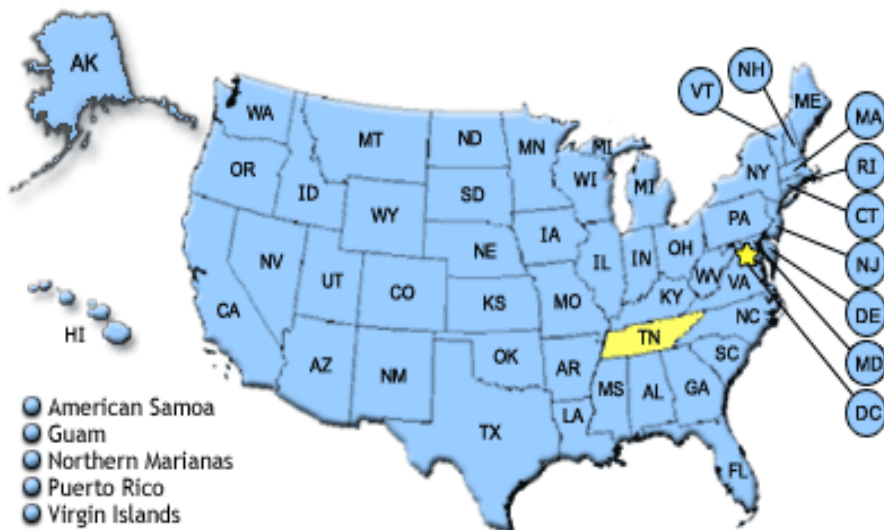 AK
NH
VT
ME
WA
MT
ND
MN
MI
MA
OR
ID
SD
WI
MI
NY
RI
WY
IA
PA
CT
NV
UT
CO
NE
IL
IN
OH
WV
VA
NJ
CA
KS
MO
KY
DE
HI
AZ
NM
OK
AR
TN
NC
SC
MD
TX
LA
MS
AL
GA
DC
FL
American Samoa
Guam
Northern Marianas
Puerto Rico
Virgin Islands